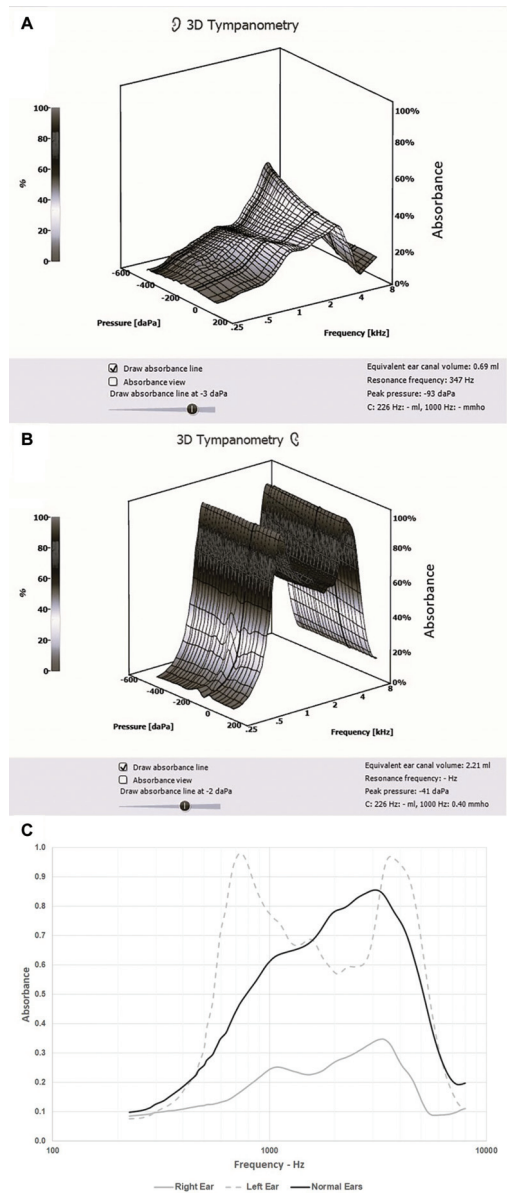 A
3D Tympanometry
100
80
60
40
20
0
%
100%
80%
60%
40%
20%
0%
Absorbance
-600
-400
-200
0
200
Pressure [daPa]
.25
.5
1
2
4
8
Frequency [kHz]
Draw absorbance line
Absorbance view
Draw absorbance line at -3 daPa
Equivalent ear canal volume: 0.69 ml
Resonance frequency: 347 Hz
Peak pressure: -93 daPa
C: 226 Hz: - ml, 1000 Hz: - mmho
B
3D Tympanometry
100
80
60
40
20
0
%
100%
80%
60%
40%
20%
0%
Absorbance
-600
-400
-200
0
200
Pressure [daPa]
.25
.5
1
2
4
8
Frequency [kHz]
Draw absorbance line
Absorbance view
Draw absorbance line at -2 daPa
Equivalent ear canal volume: 2.21 ml
Resonance frequency: - Hz
Peak pressure: -41 daPa
C: 226 Hz: - ml, 1000 Hz: 0.40 mmho
C
1.0
0.9
0.8
0.7
0.6
0.5
0.4
0.3
0.2
0.1
0.0
Absorbance
100
1000
10000
Frequency - Hz
Right Ear
Left Ear
Normal Ears